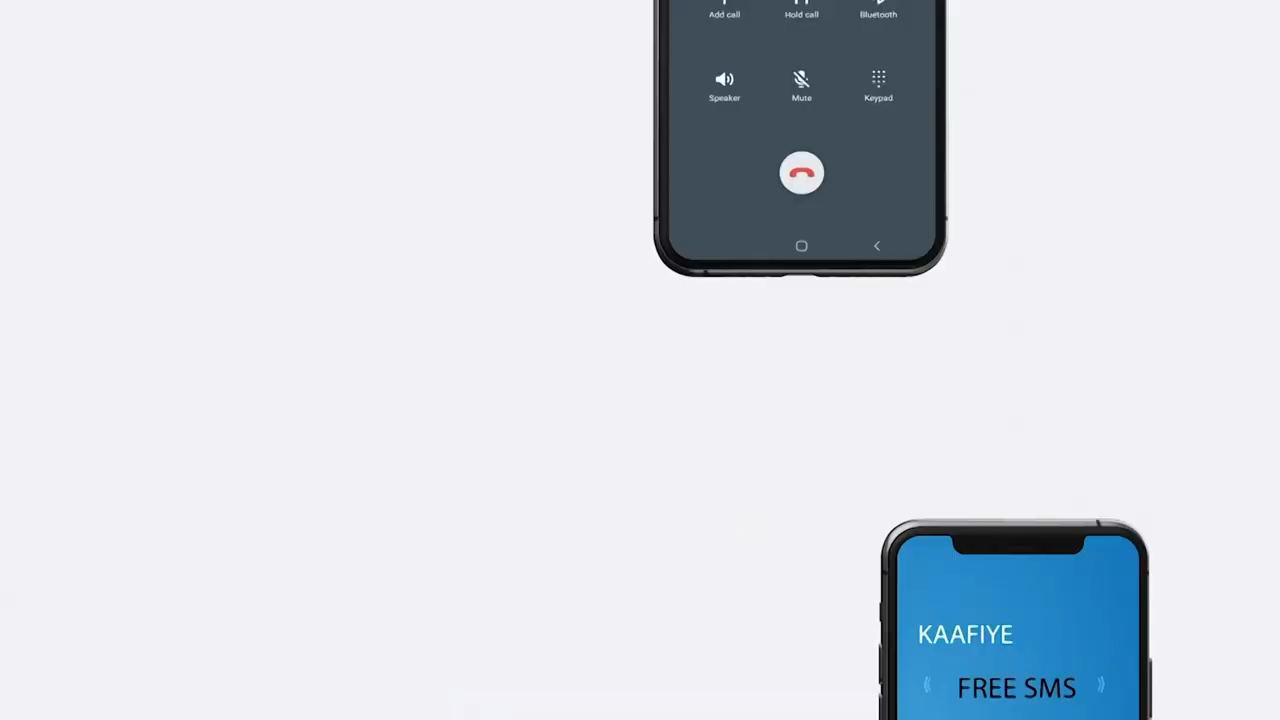 Add call Hold call Bluetooth
Speaker Mute Keypad
KAAFIYE
FREE SMS